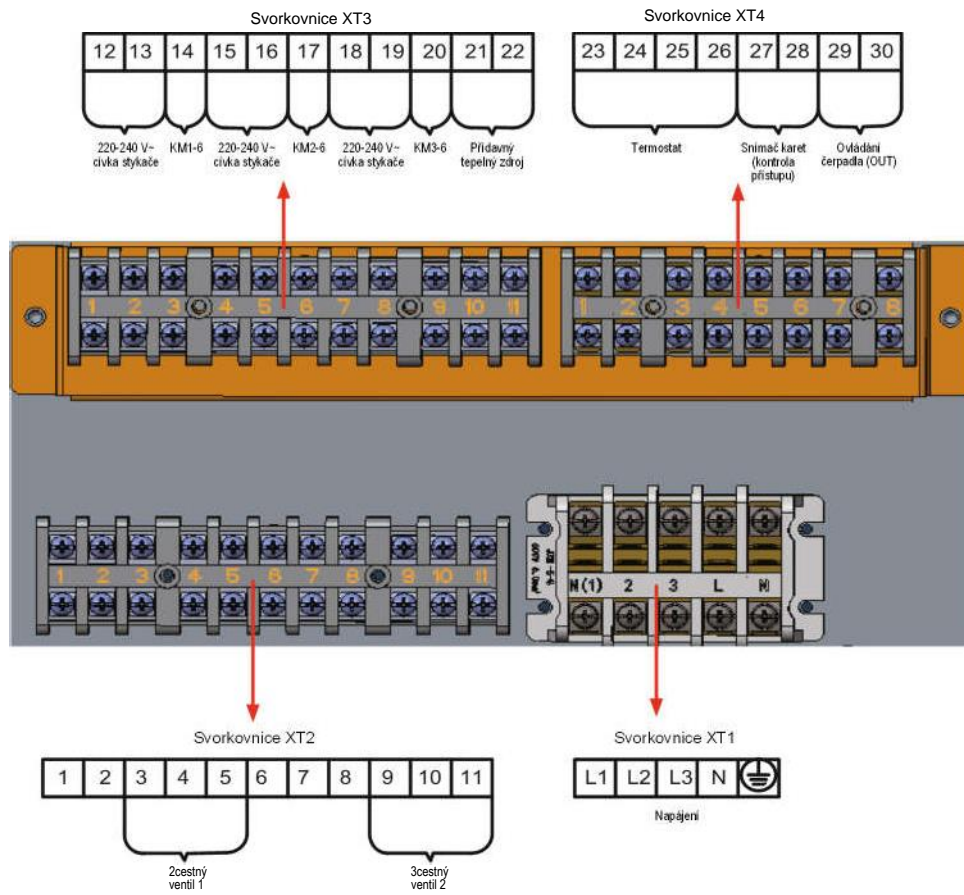 Svorkovnice XT3
Svorkovnice XT4
12 13 14 15 16 17 18 19 20 21 22
23 24 25 26 27 28 29 30
220-240 V~
cívka stykače
KM1-6
220-240 V~
cívka stykače
KM2-6
220-240 V~
cívka stykače
KM3-6
Přídavný
tepelný zdroj
Termostat
Snímač karet
(kontrola
přístupu)
Ovládání
čerpadla (OUT)
1 2 3 4 5 6 7 8 9 10 11
1 2 3 4 5 6 7 8
1 2 3 4 5 6 7 8 9 10 11
N(1) 2 3 L N
Svorkovnice XT2
Svorkovnice XT1
1 2 3 4 5 6 7 8 9 10 11
L1 L2 L3 N
Napájení
2cestný
ventil 1
3cestný
ventil 2